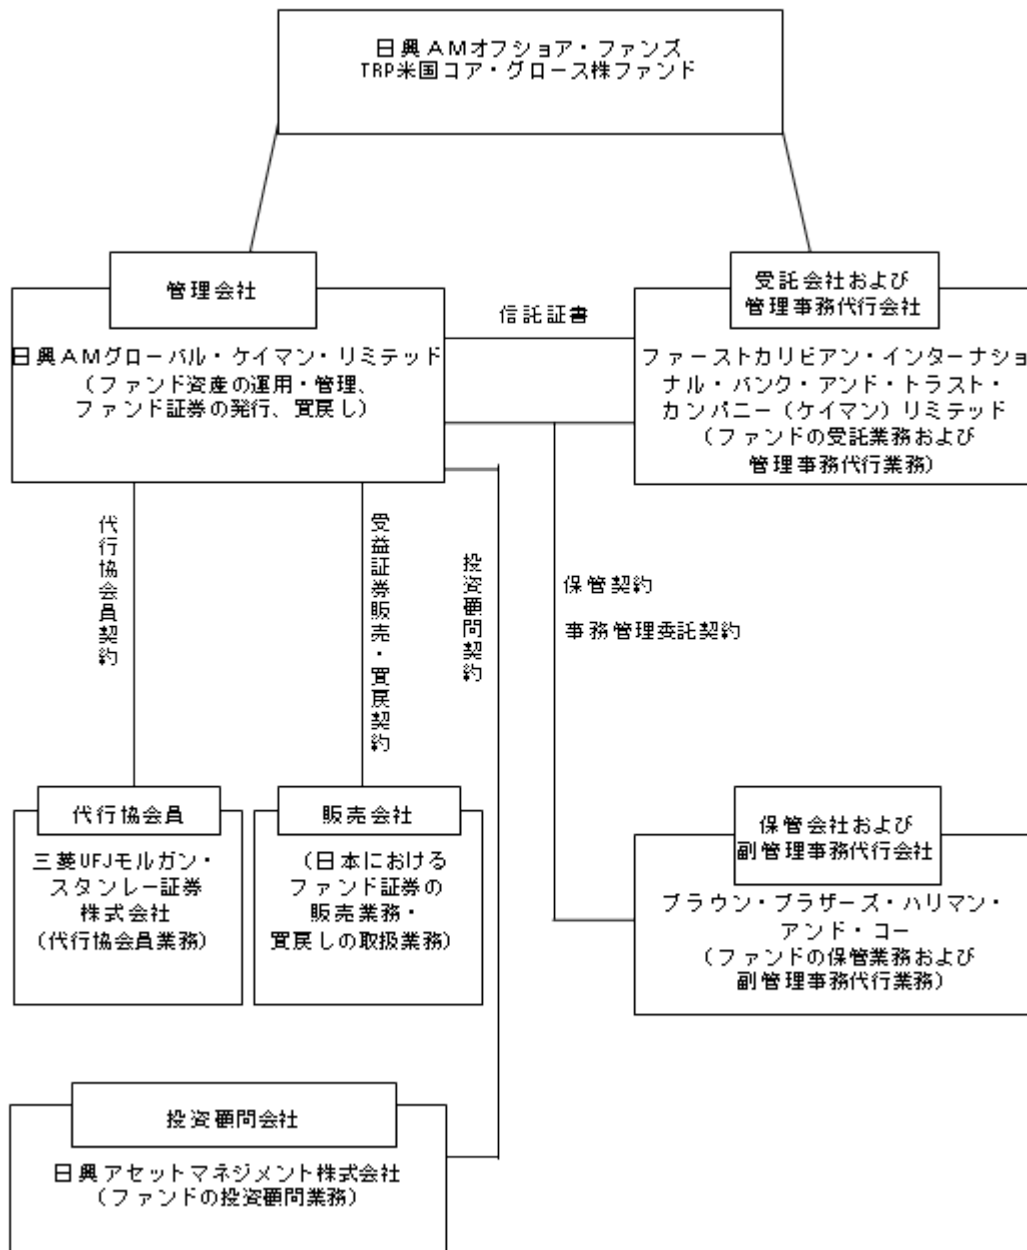 日興ＡＭオフショア・ファンズ
TRP米国コア・グロース株ファンド
管理会社
日興ＡＭグローバル・ケイマン・リミテッド
（ファンド資産の運用・管理、
ファンド証券の発行、買戻し）
信託証書
受託会社および
管理事務代行会社
ファーストカリビアン・インターナショ
ナル・バンク・アンド・トラスト・
カンパニー（ケイマン）リミテッド
（ファンドの受託業務および
管理事務代行業務）
代行協会員契約
受益証券販売・買戻契約
投資顧問契約
保管契約
事務管理委託契約
代行協会員
三菱UFJモルガン・
スタンレー証券
株式会社
（代行協会員業務）
販売会社
（日本における
ファンド証券の
販売業務・
買戻しの取扱業務）
保管会社および
副管理事務代行会社
ブラウン・ブラザーズ・ハリマン・
アンド・コー
（ファンドの保管業務および
副管理事務代行業務）
投資顧問会社
日興アセットマネジメント株式会社
（ファンドの投資顧問業務）